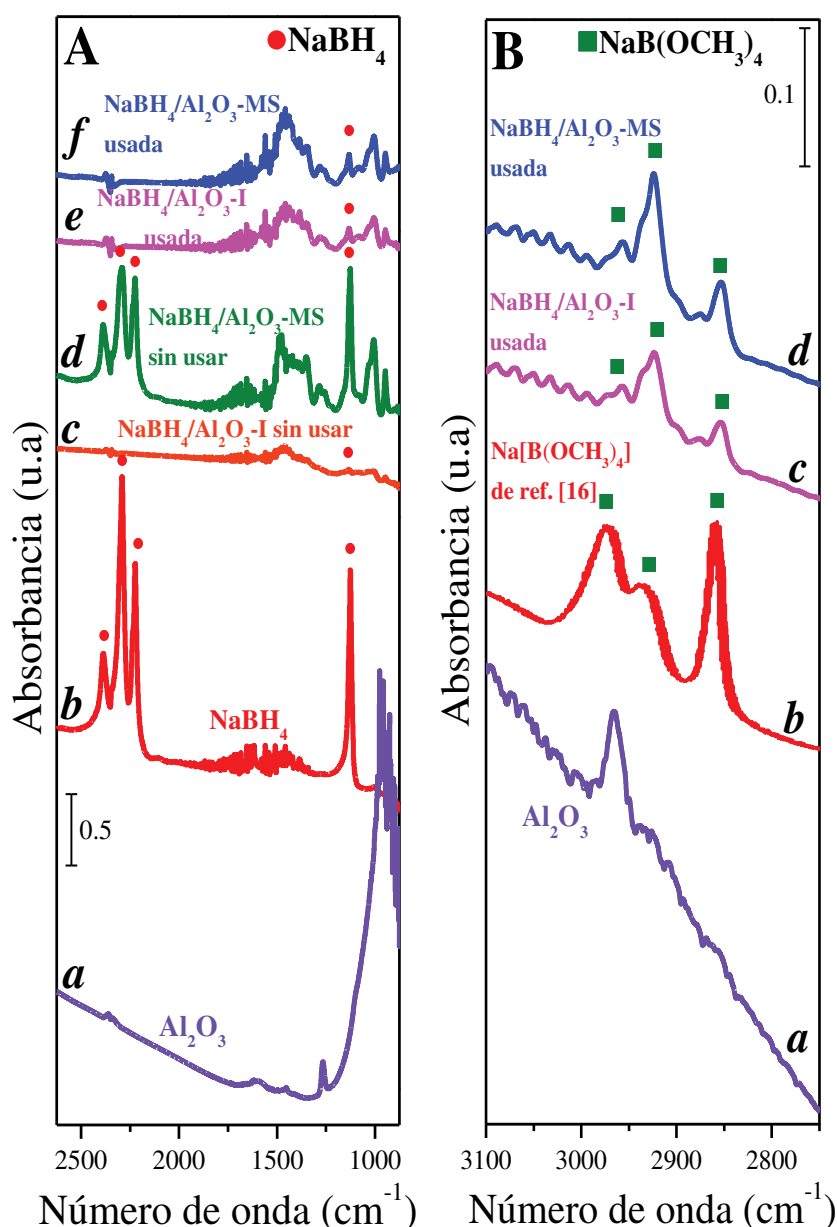 A
●NaBH₄
NaBH₄/Al₂O₃-MS
usada
f
NaBH₄/Al₂O₃-I
usada
e
NaBH₄/Al₂O₃-MS
sin usar
d
NaBH₄/Al₂O₃-I sin usar
c
b
NaBH₄
0.5
a
Al₂O₃
Absorbancia (u.a)
2500 2000 1500 1000
Número de onda (cm⁻¹)
B
■NaB(OCH₃)₄
0.1
NaBH₄/Al₂O₃-MS
usada
d
NaBH₄/Al₂O₃-I
usada
c
Na[B(OCH₃)₄]
de ref. [16]
b
Al₂O₃
a
Absorbancia (u.a)
3100 3000 2900 2800
Número de onda (cm⁻¹)